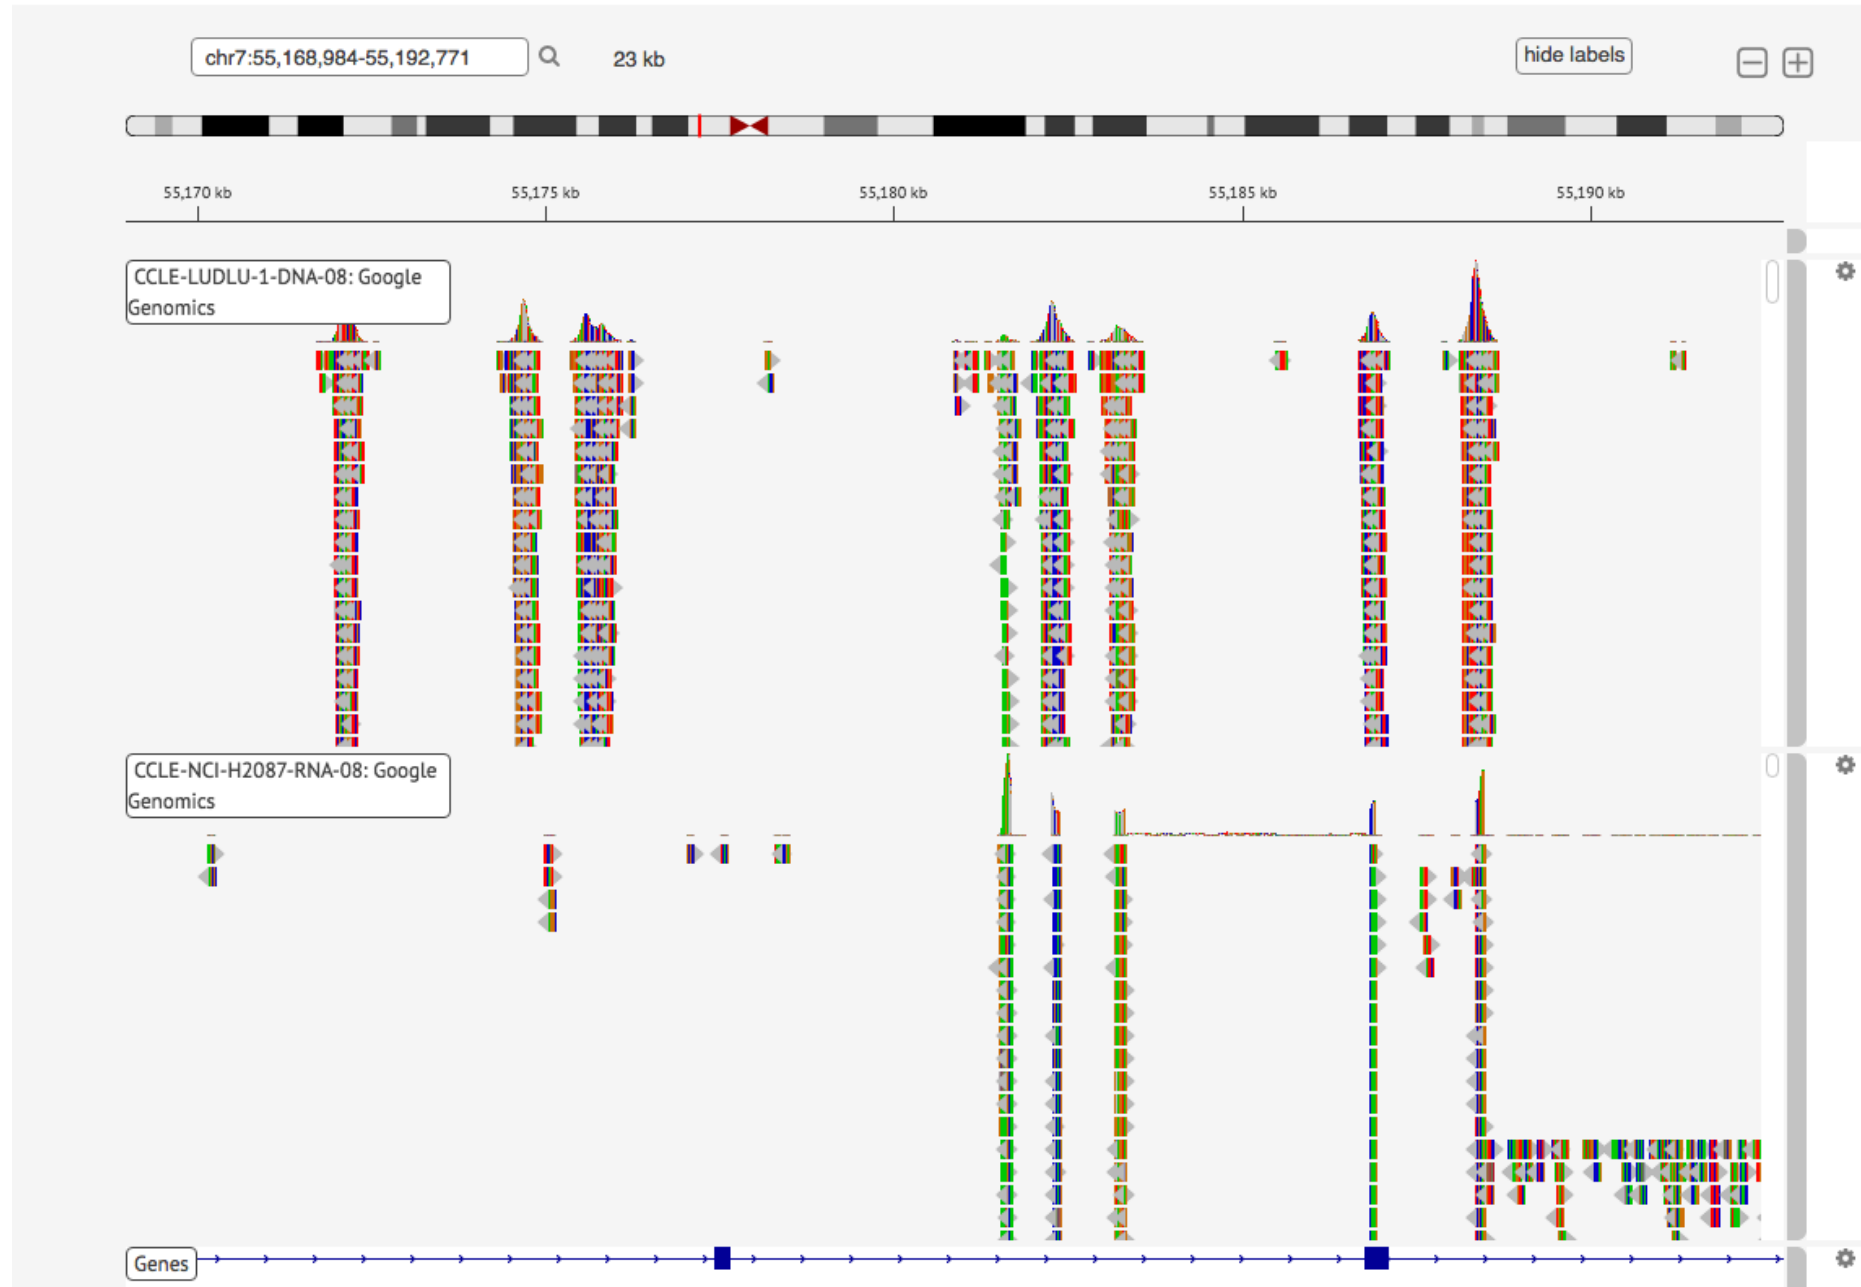 chr7:55,168,984-55,192,771 23 kb hide labels
55,170 kb 55,175 kb 55,180 kb 55,185 kb 55,190 kb
CCLE-LUDLU-1-DNA-08: Google
Genomics
CCLE-NCI-H2087-RNA-08: Google
Genomics
Genes